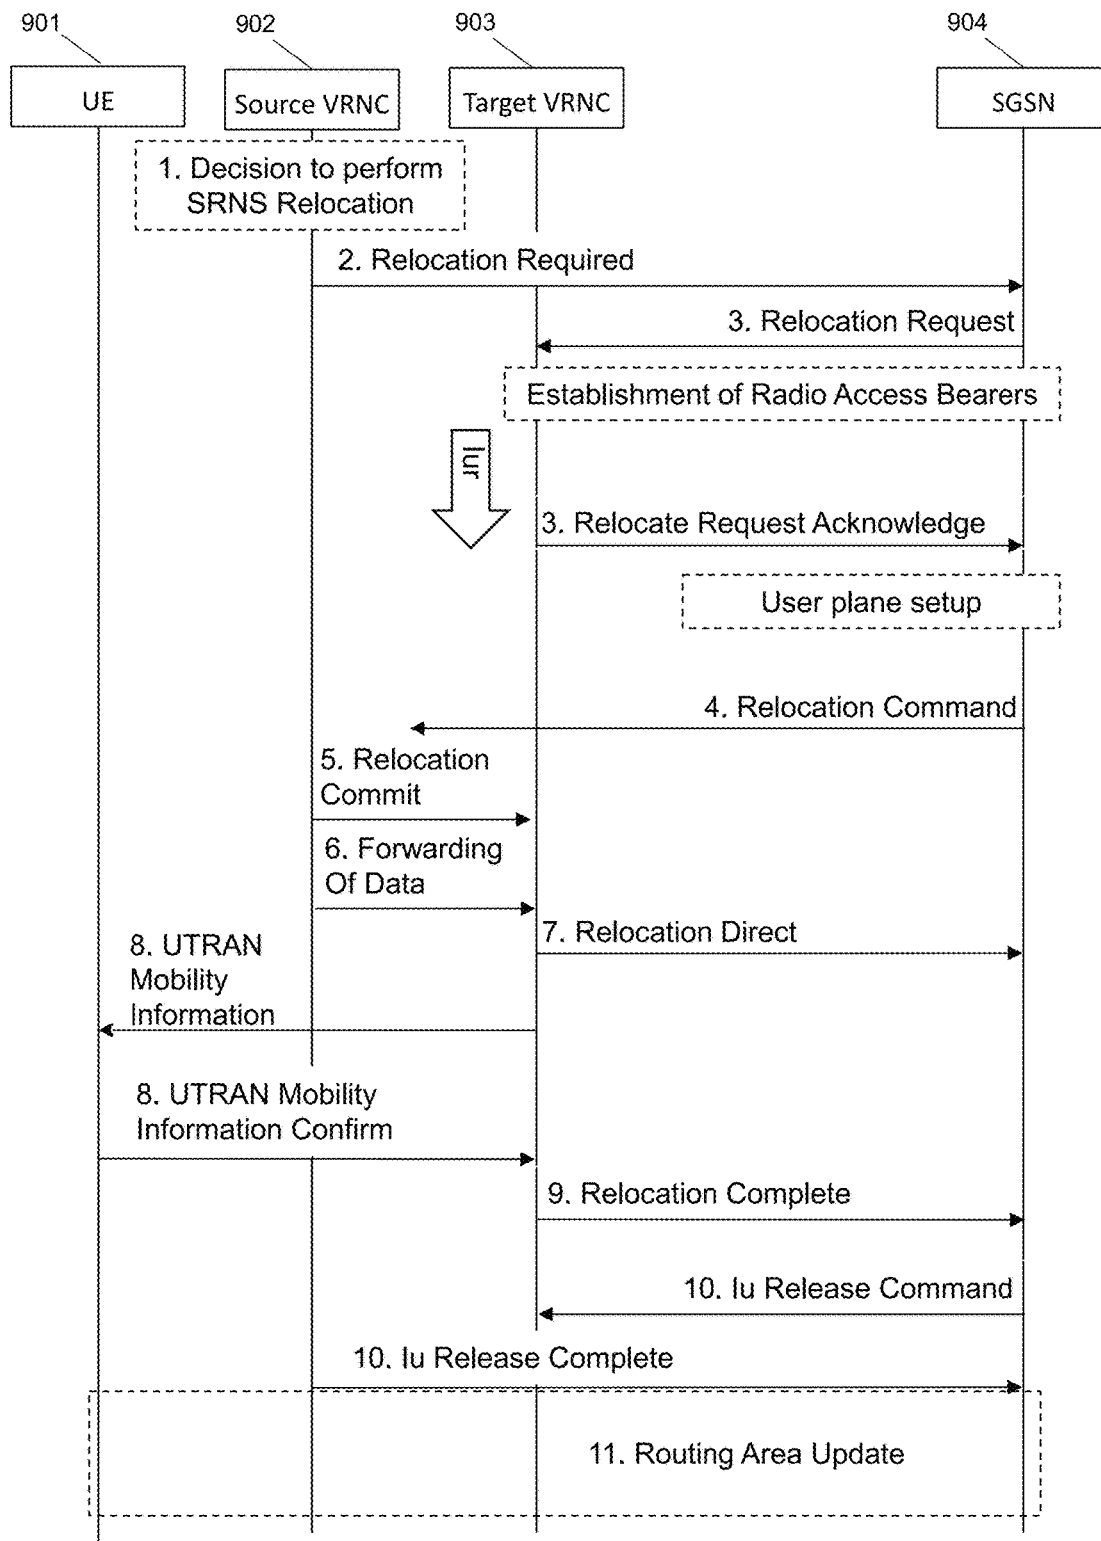 901
902
903
904
UE
Source VRNC
Target VRNC
SGSN
1. Decision to perform
SRNS Relocation
2. Relocation Required
3. Relocation Request
Establishment of Radio Access Bearers
Iur
3. Relocate Request Acknowledge
User plane setup
4. Relocation Command
5. Relocation
Commit
6. Forwarding
Of Data
7. Relocation Direct
8. UTRAN
Mobility
Information
8. UTRAN Mobility
Information Confirm
9. Relocation Complete
10. Iu Release Command
10. Iu Release Complete
11. Routing Area Update